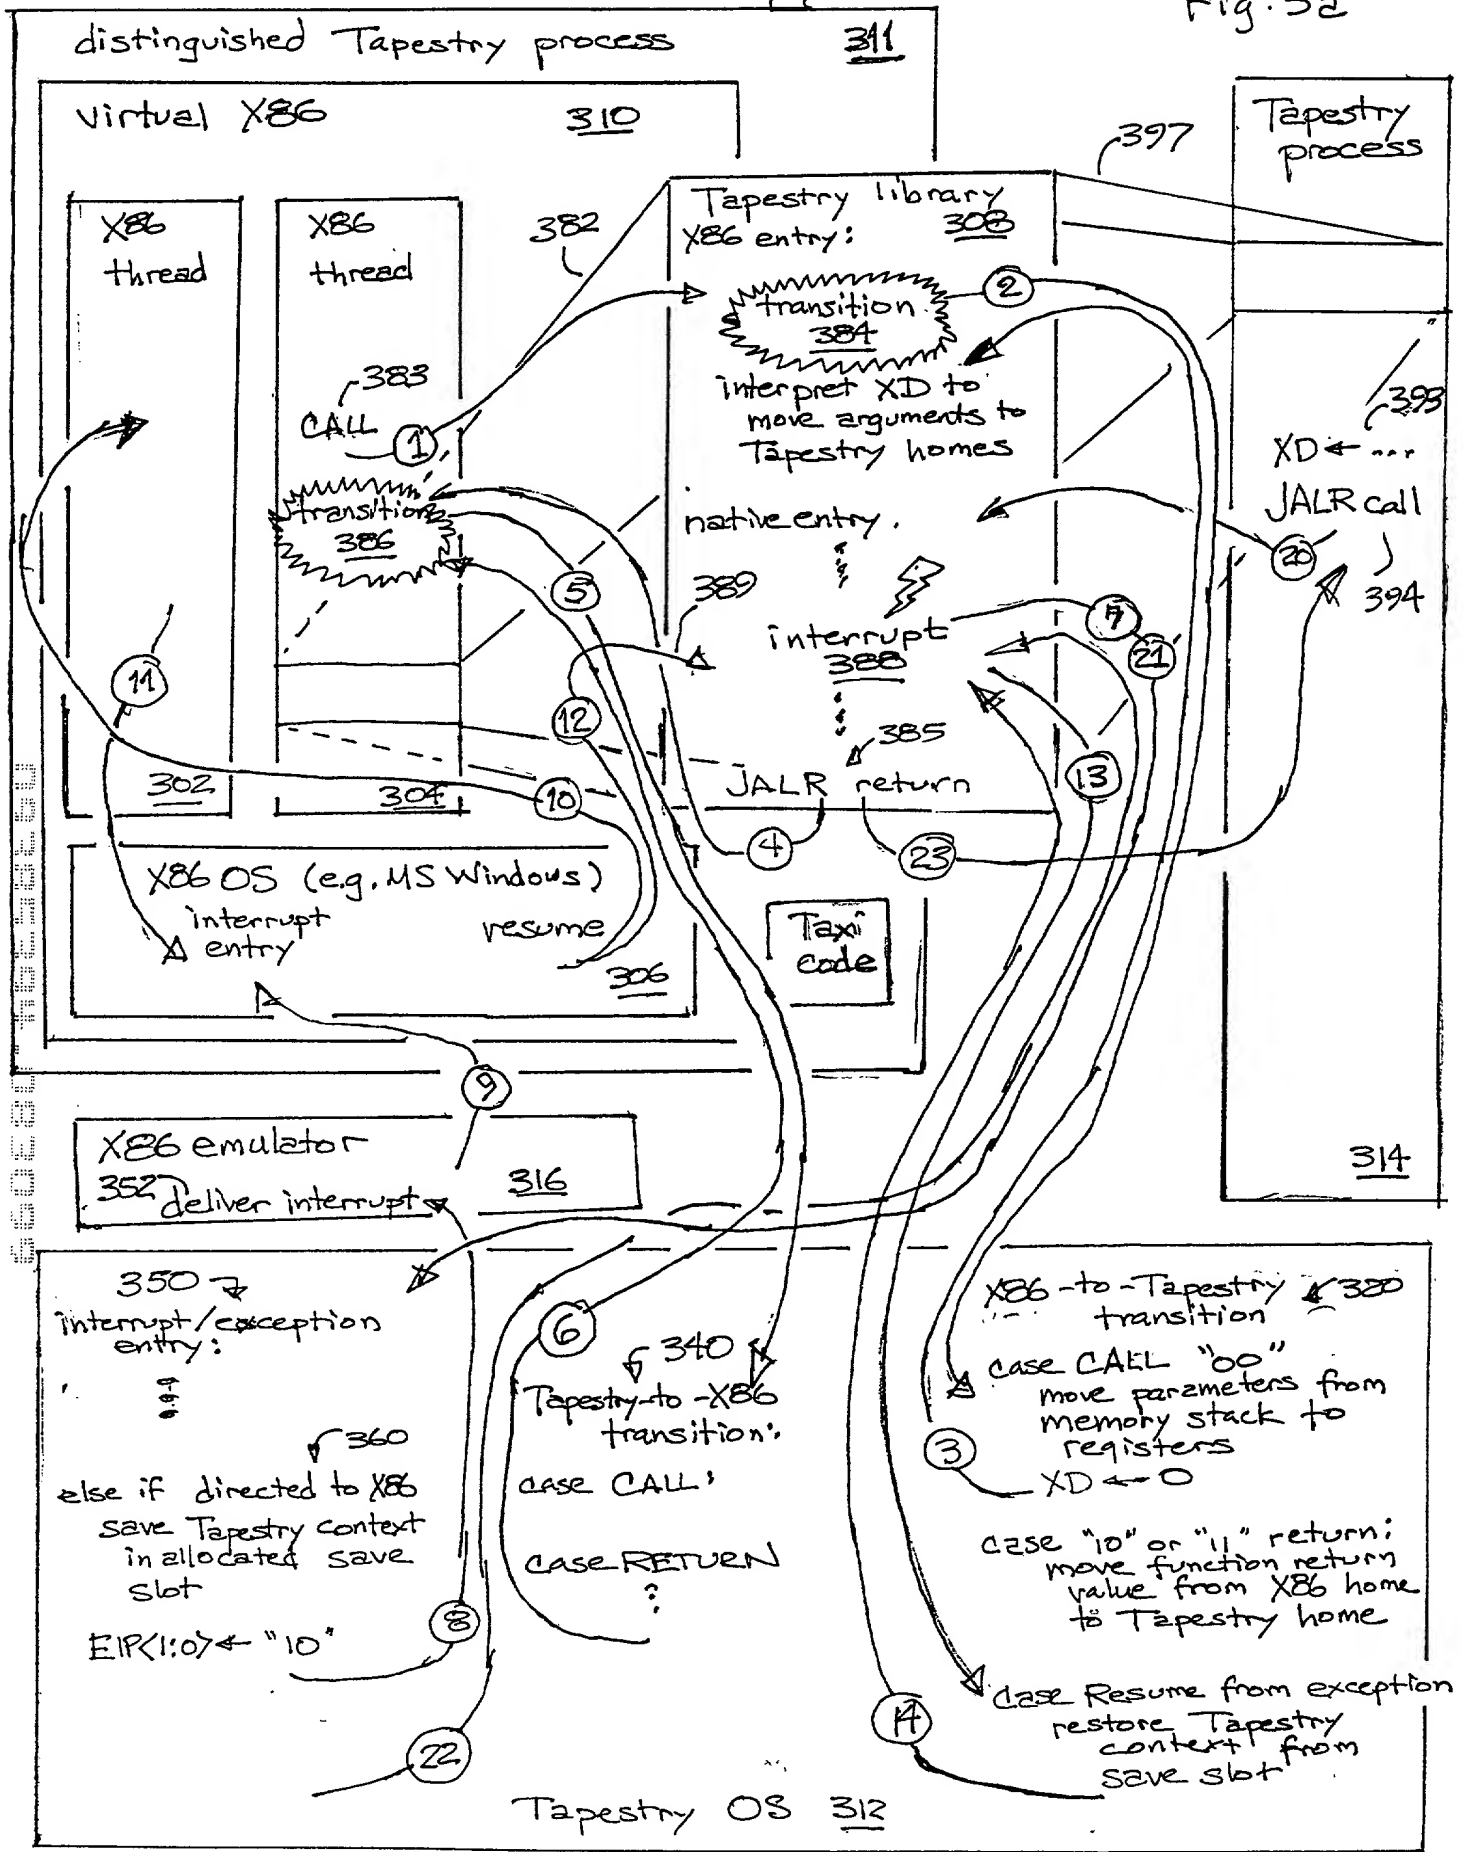 Fig. 3a
distinguished Tapestry process 311
virtual X86 310
Tapestry
process
397
X86
thread
X86
thread
382
Tapestry library
X86 entry: 308
transition
384
2
interpret XD to
move arguments to
Tapestry homes
383
CALL
1
393
XD ← ...
JALR call
20
394
transition
386
native entry.
5
389
interrupt
388
7
21
11
12
385
13
302
304
10
JALR return
4
23
X86 OS (e.g. MS Windows)
interrupt
entry
resume
306
Taxi
code
9
X86 emulator
352 deliver interrupt
316
314
350
interrupt/exception
entry:
6
340
Tapestry-to-X86
transition:
case CALL:
case RETURN
X86-to-Tapestry 320
transition
case CALL "00"
move parameters from
memory stack to
registers
3
XD ← 0
360
else if directed to X86
save Tapestry context
in allocated save
slot
EIP<1:0> ← "10"
8
case "10" or "11" return:
move function return
value from X86 home
to Tapestry home
22
14
case Resume from exception
restore Tapestry
context from
save slot
Tapestry OS 312